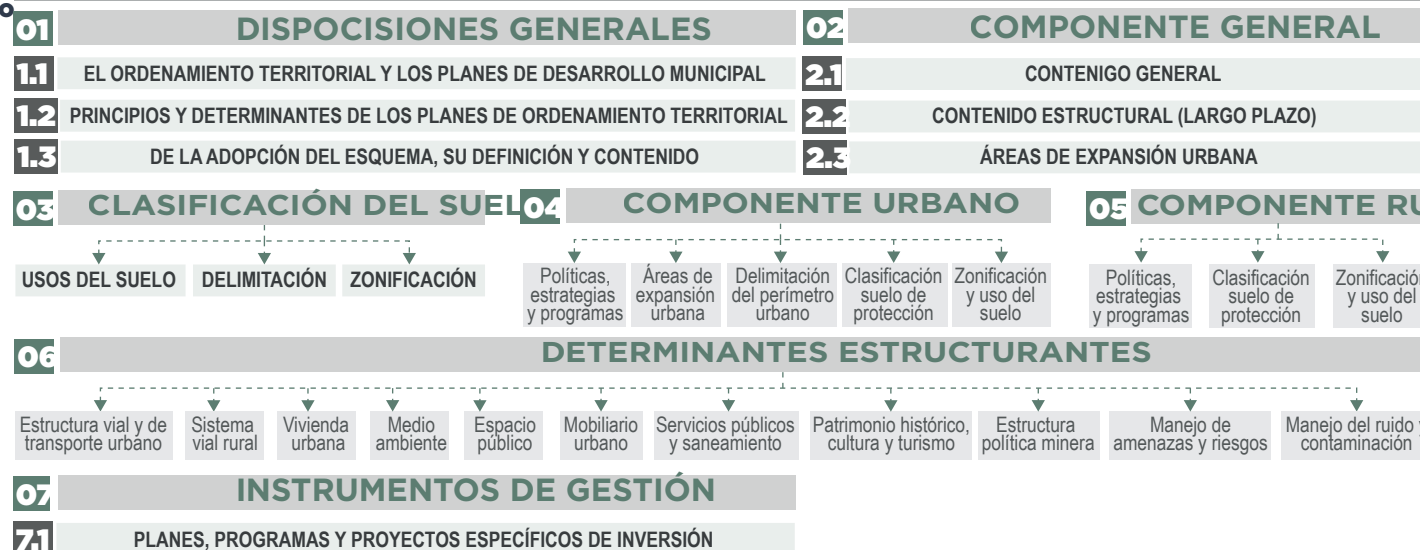 01 DISPOCISIONES GENERALES
1.1 EL ORDENAMIENTO TERRITORIAL Y LOS PLANES DE DESARROLLO MUNICIPAL
1.2 PRINCIPIOS Y DETERMINANTES DE LOS PLANES DE ORDENAMIENTO TERRITORIAL
1.3 DE LA ADOPCIÓN DEL ESQUEMA, SU DEFINICIÓN Y CONTENIDO
02 COMPONENTE GENERAL
2.1 CONTENIGO GENERAL
2.2 CONTENIDO ESTRUCTURAL (LARGO PLAZO)
2.3 ÁREAS DE EXPANSIÓN URBANA
03 CLASIFICACIÓN DEL SUEL
USOS DEL SUELO
DELIMITACIÓN
ZONIFICACIÓN
04 COMPONENTE URBANO
Políticas,
estrategias
y programas
Áreas de
expansión
urbana
Delimitación
del perímetro
urbano
Clasificación
suelo de
protección
Zonificación
y uso del
suelo
05 COMPONENTE RU
Políticas,
estrategias
y programas
Clasificación
suelo de
protección
Zonificación
y uso del
suelo
06 DETERMINANTES ESTRUCTURANTES
Estructura vial y de
transporte urbano
Sistema
vial rural
Vivienda
urbana
Medio
ambiente
Espacio
público
Mobiliario
urbano
Servicios públicos
y saneamiento
Patrimonio histórico,
cultura y turismo
Estructura
política minera
Manejo de
amenazas y riesgos
Manejo del ruido y
contaminación
07 INSTRUMENTOS DE GESTIÓN
7.1 PLANES, PROGRAMAS Y PROYECTOS ESPECÍFICOS DE INVERSIÓN